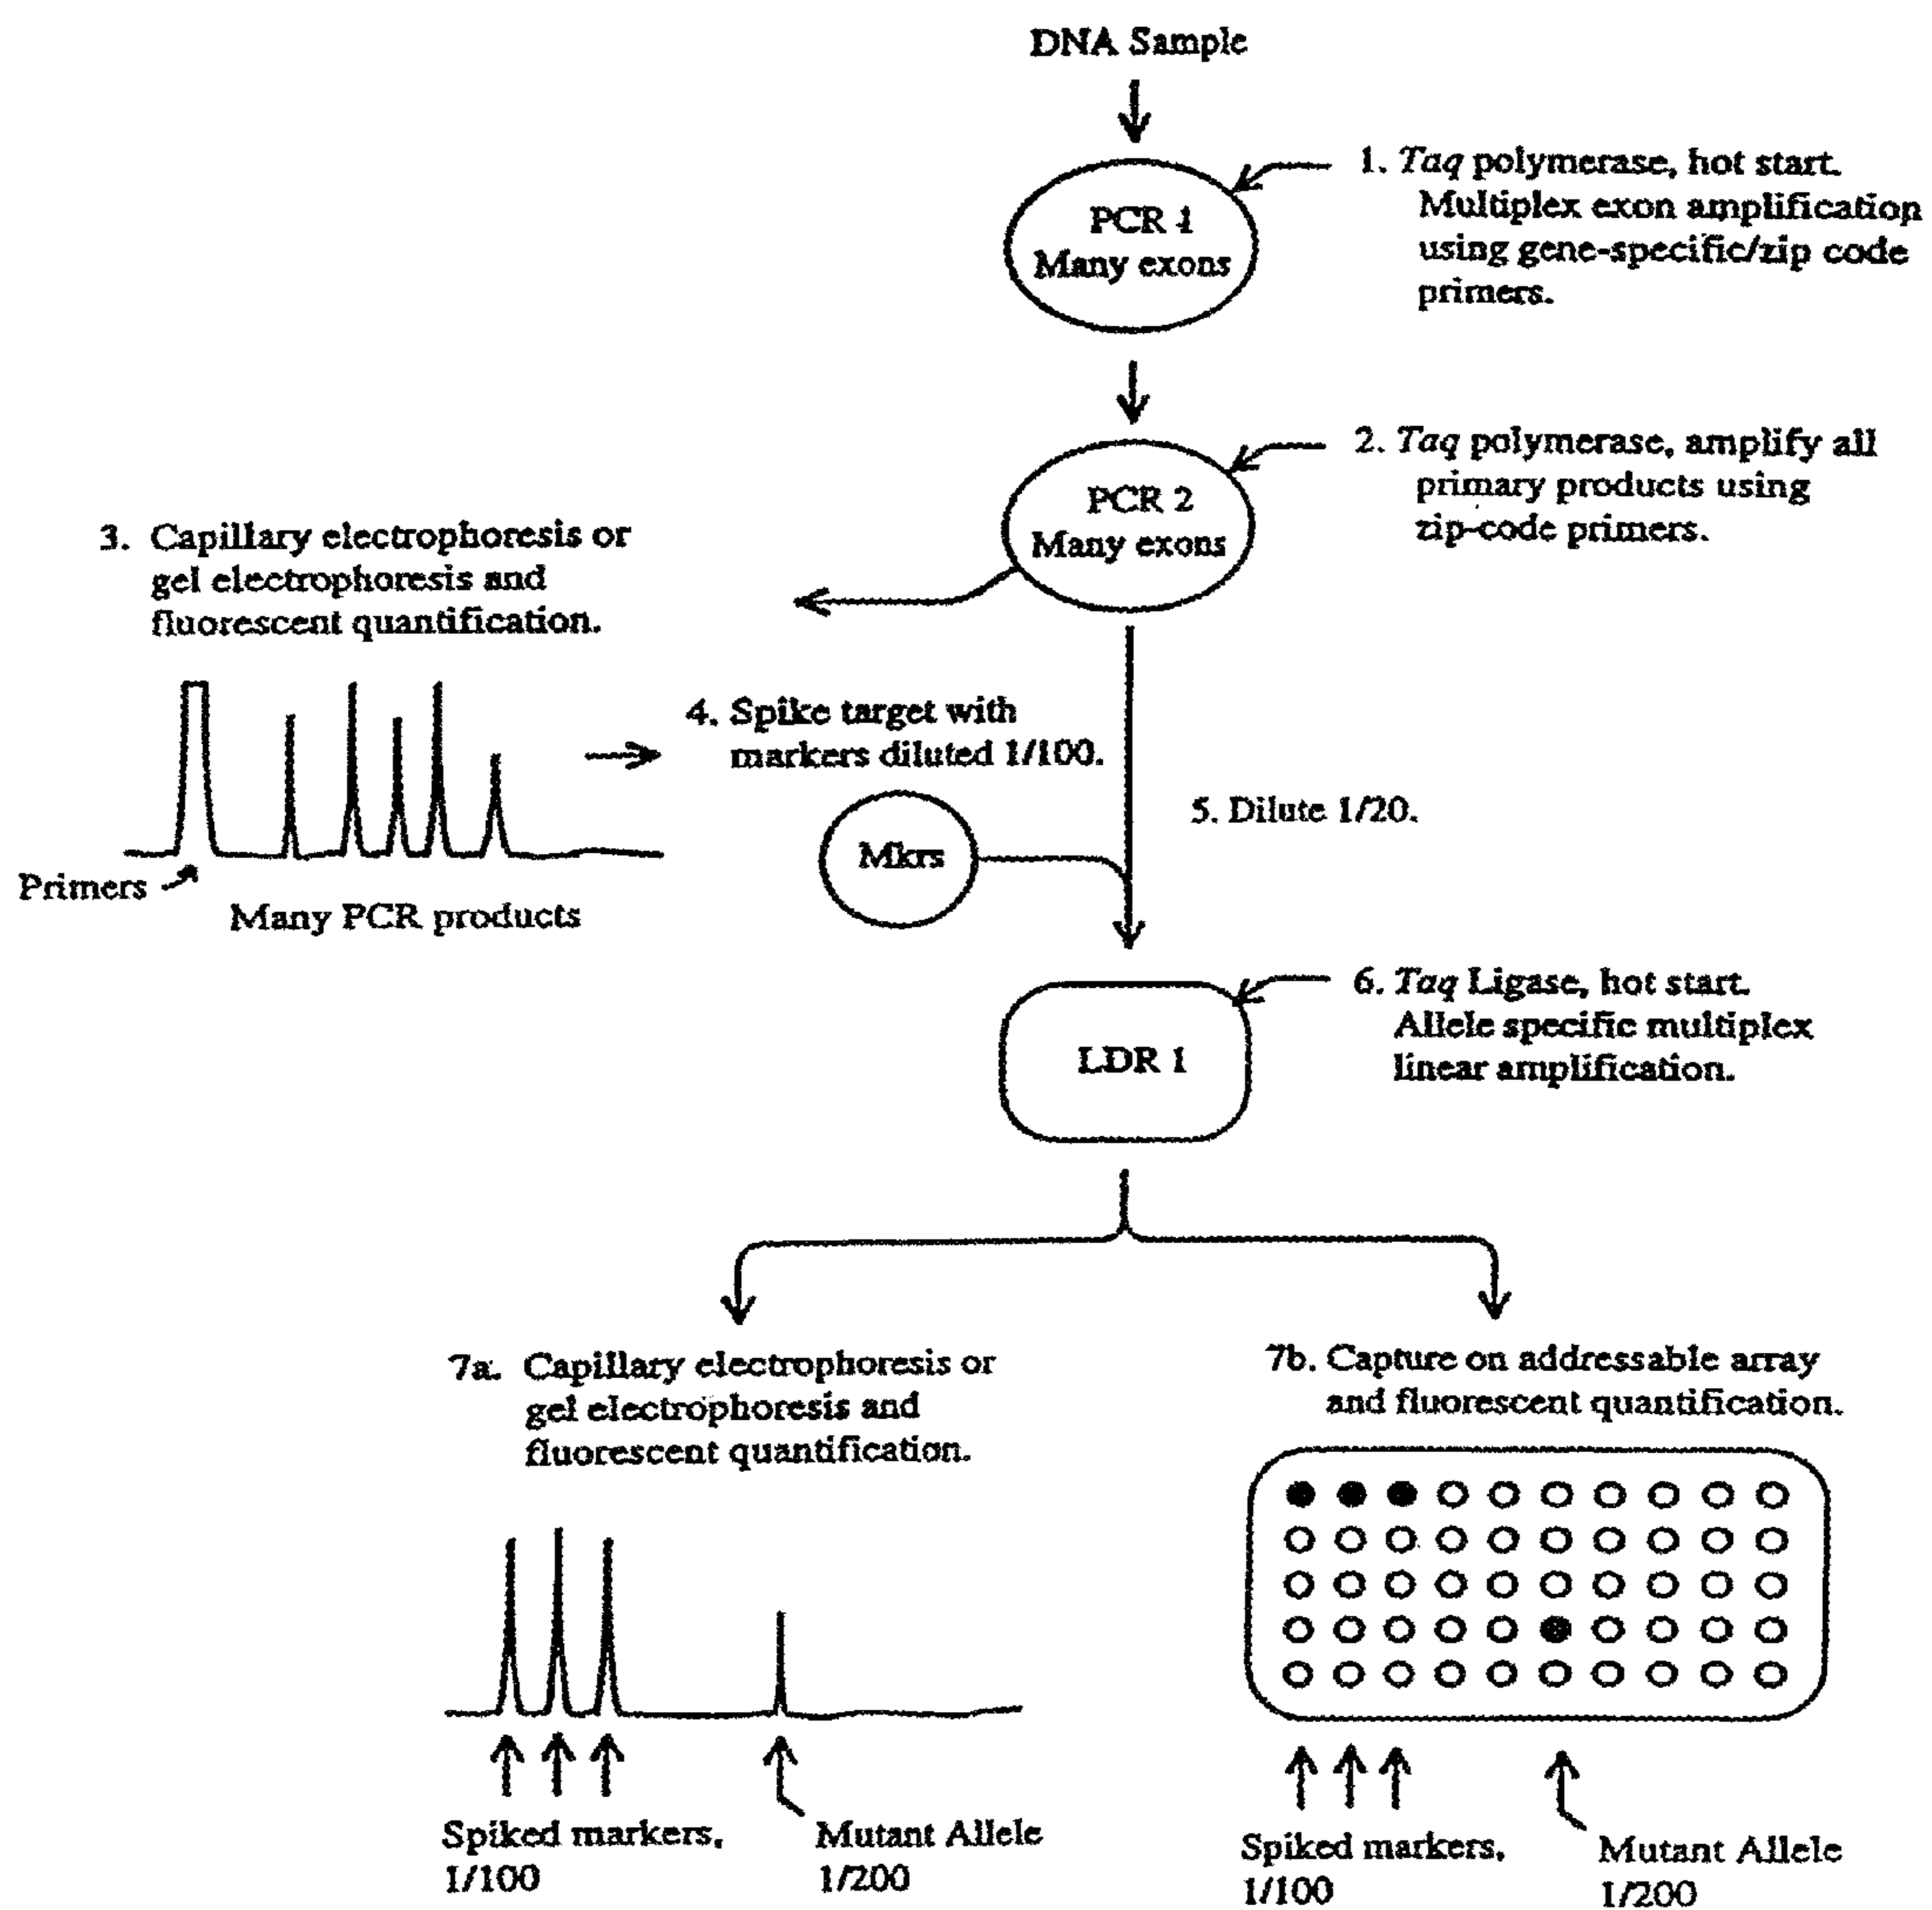 DNA Sample
1. Taq polymerase, hot start.
Multiplex exon amplification
using gene-specific/zip code
primers.
PCR 1
Many exons
2. Taq polymerase, amplify all
primary products using
zip-code primers.
PCR 2
Many exons
3. Capillary electrophoresis or
gel electrophoresis and
fluorescent quantification.
Primers
Many PCR products
4. Spike target with
markers diluted 1/100.
Mkrs
5. Dilute 1/20.
6. Taq Ligase, hot start.
Allele specific multiplex
linear amplification.
LDR 1
7a. Capillary electrophoresis or
gel electrophoresis and
fluorescent quantification.
Spiked markers,
1/100
Mutant Allele
1/200
7b. Capture on addressable array
and fluorescent quantification.
Spiked markers,
1/100
Mutant Allele
1/200